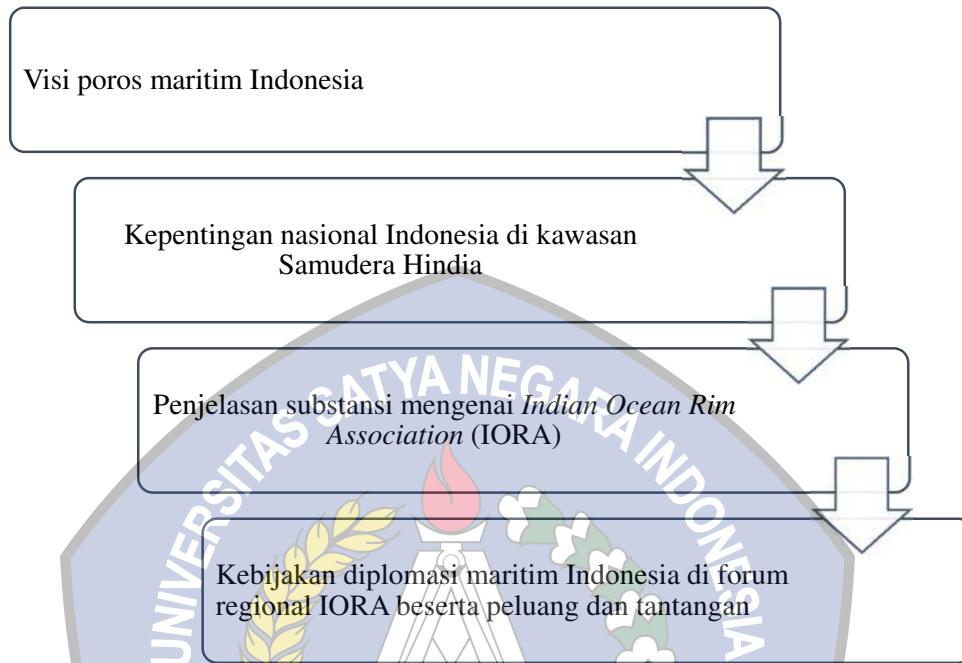 Visi poros maritim Indonesia
Kepentingan nasional Indonesia di kawasan
Samudera Hindia
Penjelasan substansi mengenai Indian Ocean Rim
Association (IORA)
Kebijakan diplomasi maritim Indonesia di forum
regional IORA beserta peluang dan tantangan
UNIVERSITAS SATYA NEGARA INDONESIA